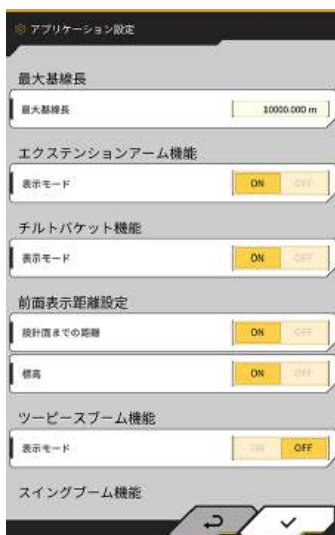 アプリケーション設定
最大基線長
最大基線長 10000.000 m
エクステンションアーム機能
表示モード ON OFF
チルトバケット機能
表示モード ON OFF
前面表示距離設定
設計面までの距離 ON OFF
標高 ON OFF
ツーピースブーム機能
表示モード ON OFF
スイングブーム機能